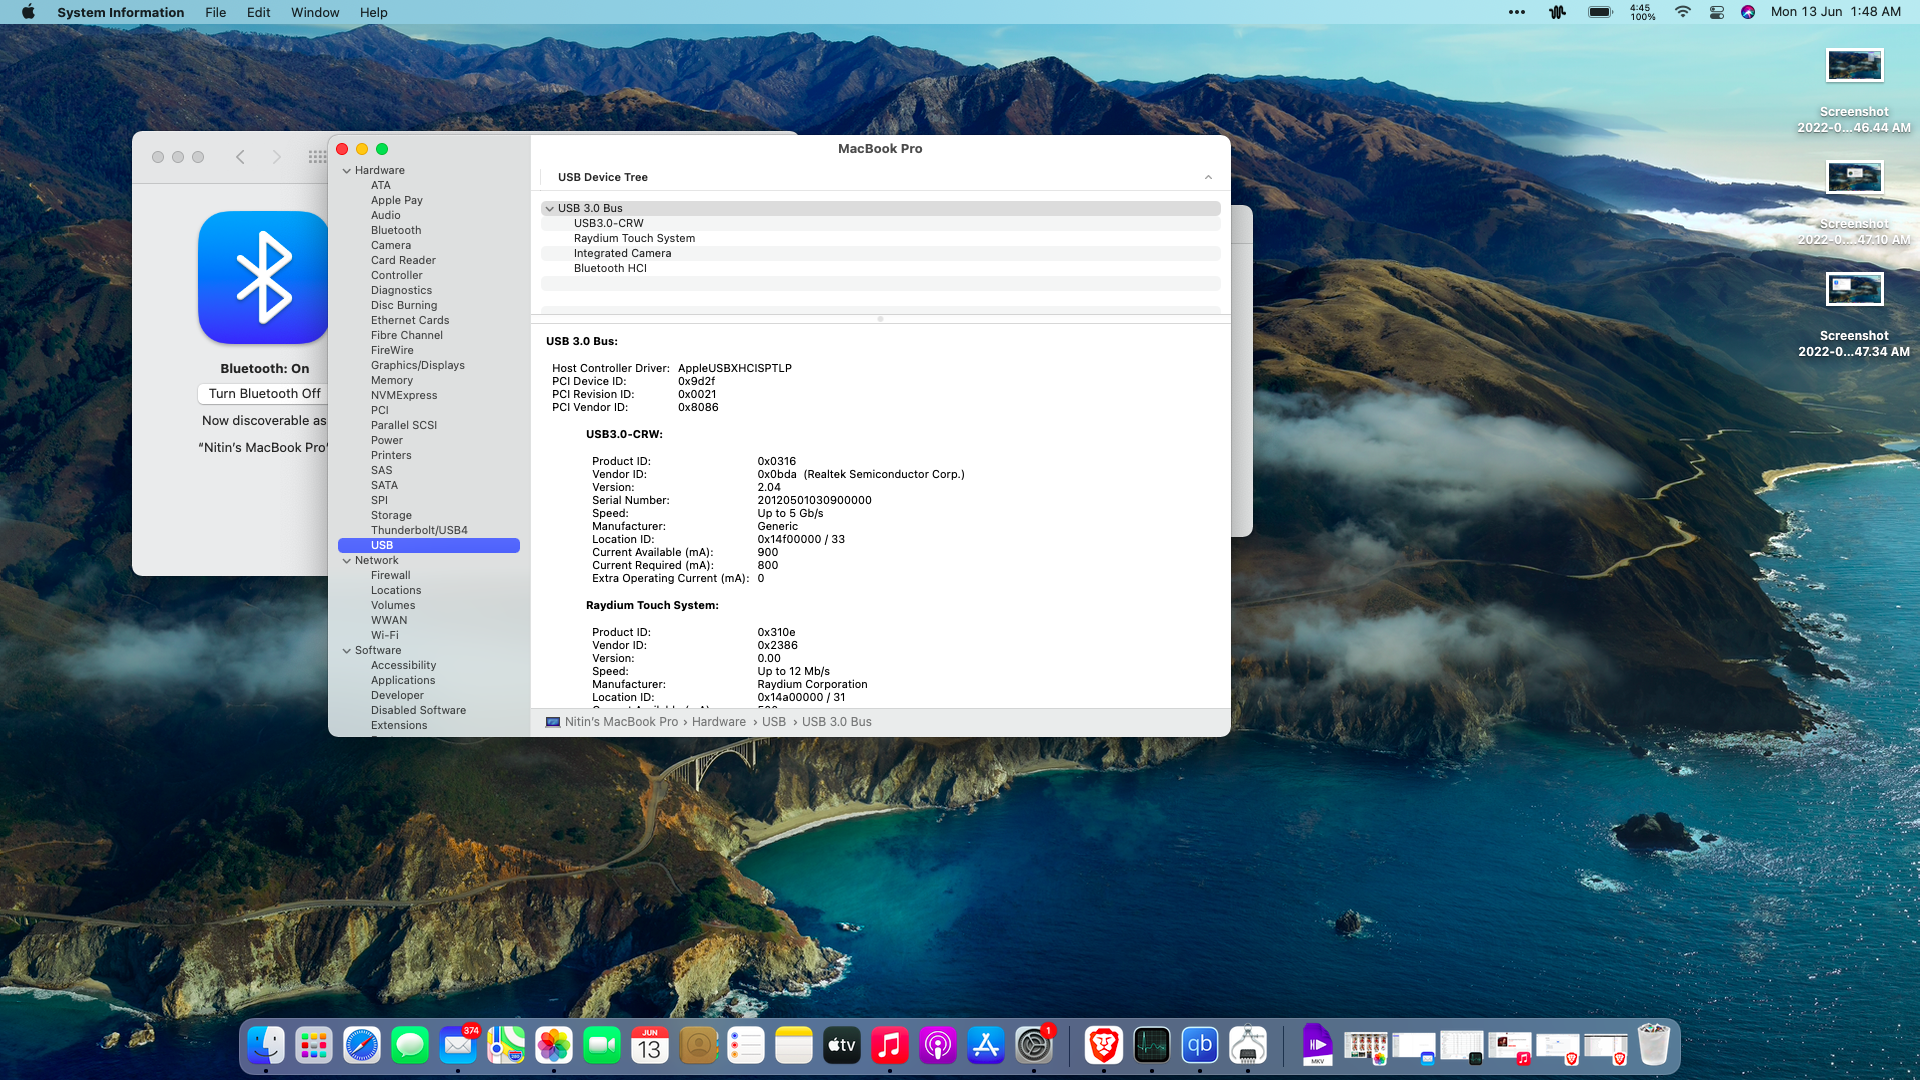 System Information File Edit Window Help
4:45
100%
Mon 13 Jun 1:48 AM
Screenshot
2022-0...46.44 AM
Screenshot
2022-0....47.10 AM
Screenshot
2022-0...47.34 AM
Bluetooth: On
Turn Bluetooth Off
Now discoverable as
“Nitin’s MacBook Pro”
Hardware
ATA
Apple Pay
Audio
Bluetooth
Camera
Card Reader
Controller
Diagnostics
Disc Burning
Ethernet Cards
Fibre Channel
FireWire
Graphics/Displays
Memory
NVMExpress
PCI
Parallel SCSI
Power
Printers
SAS
SATA
SPI
Storage
Thunderbolt/USB4
USB
Network
Firewall
Locations
Volumes
WWAN
Wi-Fi
Software
Accessibility
Applications
Developer
Disabled Software
Extensions
MacBook Pro
USB Device Tree
USB 3.0 Bus
USB3.0-CRW
Raydium Touch System
Integrated Camera
Bluetooth HCI
USB 3.0 Bus:
Host Controller Driver: AppleUSBXHCISPTLP
PCI Device ID: 0x9d2f
PCI Revision ID: 0x0021
PCI Vendor ID: 0x8086
USB3.0-CRW:
Product ID: 0x0316
Vendor ID: 0x0bda (Realtek Semiconductor Corp.)
Version: 2.04
Serial Number: 20120501030900000
Speed: Up to 5 Gb/s
Manufacturer: Generic
Location ID: 0x14f00000 / 33
Current Available (mA): 900
Current Required (mA): 800
Extra Operating Current (mA): 0
Raydium Touch System:
Product ID: 0x310e
Vendor ID: 0x2386
Version: 0.00
Speed: Up to 12 Mb/s
Manufacturer: Raydium Corporation
Location ID: 0x14a00000 / 31
Nitin’s MacBook Pro › Hardware › USB › USB 3.0 Bus
374
JUN
13
tv
1
qb
MKV